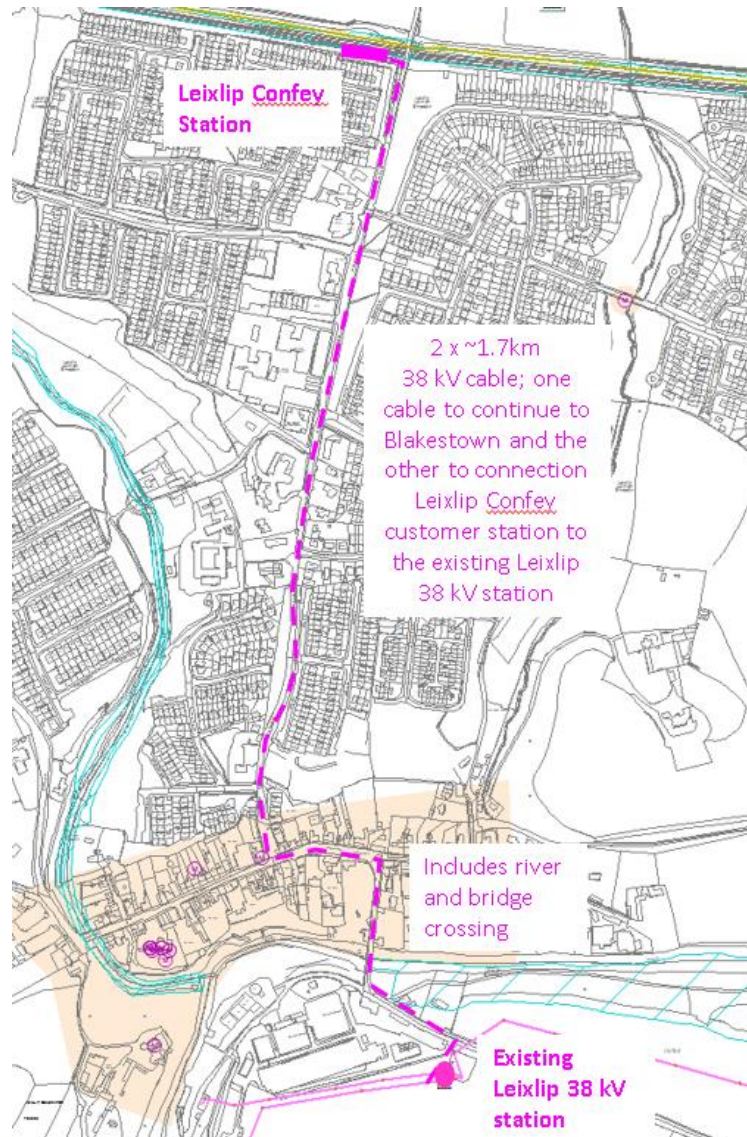 Leixlip Confey
Station
2 x ~1.7km
38 kV cable; one
cable to continue to
Blakestown and the
other to connection
Leixlip Confey
customer station to
the existing Leixlip
38 kV station
Includes river
and bridge
crossing
Existing
Leixlip 38 kV
station